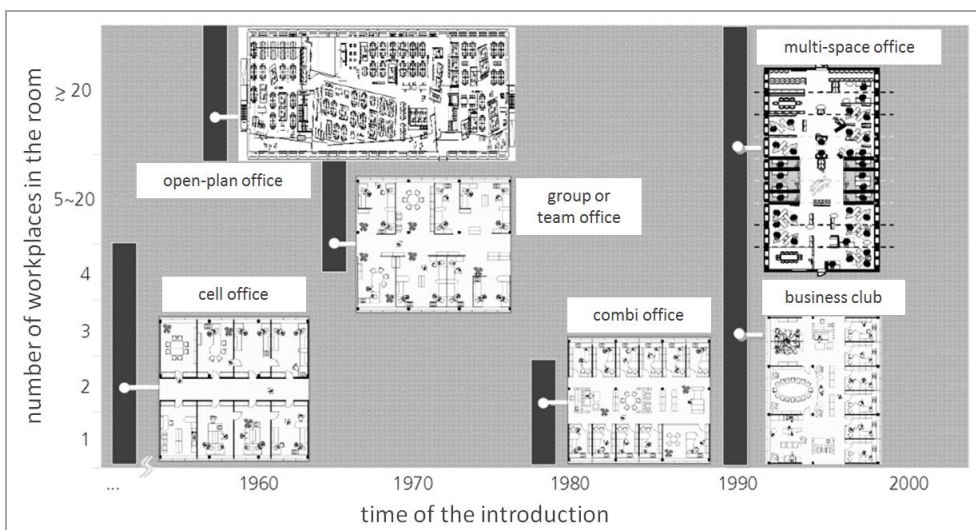 number of workplaces in the room
≳ 20
5~20
4
3
2
1
open-plan office
group or
team office
cell office
combi office
multi-space office
business club
...
1960
1970
1980
1990
2000
time of the introduction